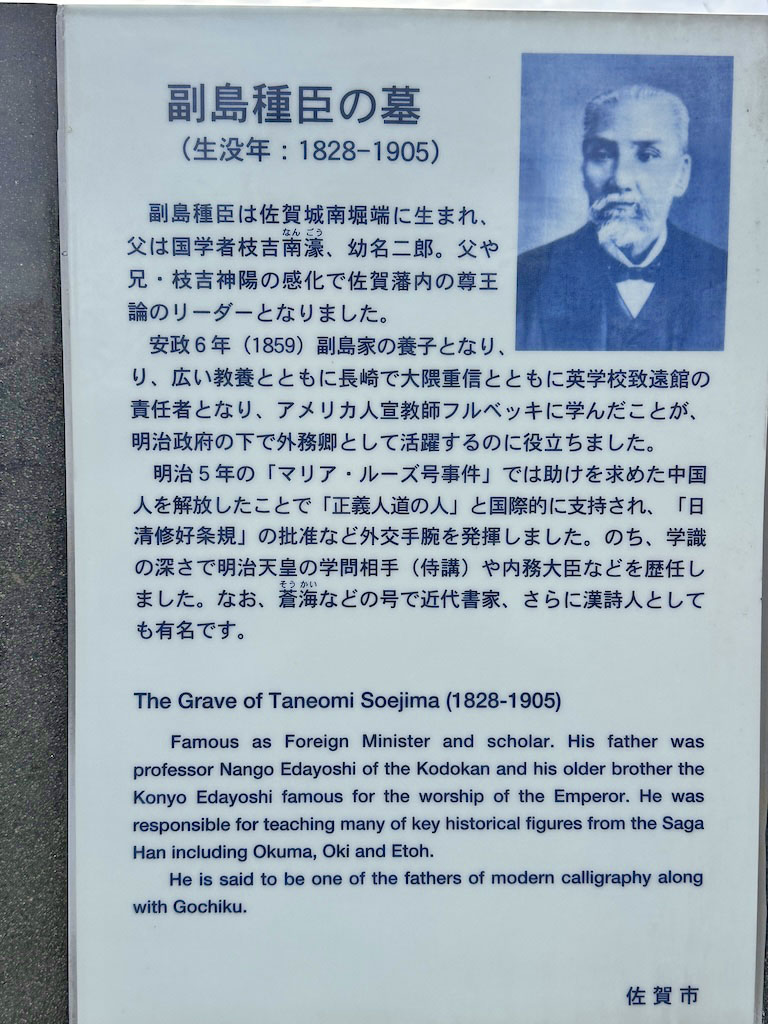 副島種臣の墓
（生没年：1828-1905）
副島種臣は佐賀城南堀端に生まれ、
なん ごう
父は国学者枝吉南濠、幼名二郎。父や
兄・枝吉神陽の感化で佐賀藩内の尊王
論のリーダーとなりました。
安政６年（1859）副島家の養子となり、
り、広い教養とともに長崎で大隈重信とともに英学校致遠館の
責任者となり、アメリカ人宣教師フルベッキに学んだことが、
明治政府の下で外務卿として活躍するのに役立ちました。
明治５年の「マリア・ルーズ号事件」では助けを求めた中国
人を解放したことで「正義人道の人」と国際的に支持され、「日
清修好条規」の批准など外交手腕を発揮しました。のち、学識
の深さで明治天皇の学問相手（侍講）や内務大臣などを歴任し
そう かい
ました。なお、蒼海などの号で近代書家、さらに漢詩人として
も有名です。
The Grave of Taneomi Soejima (1828-1905)
Famous as Foreign Minister and scholar. His father was
professor Nango Edayoshi of the Kodokan and his older brother the
Konyo Edayoshi famous for the worship of the Emperor. He was
responsible for teaching many of key historical figures from the Saga
Han including Okuma, Oki and Etoh.
He is said to be one of the fathers of modern calligraphy along
with Gochiku.
佐賀市